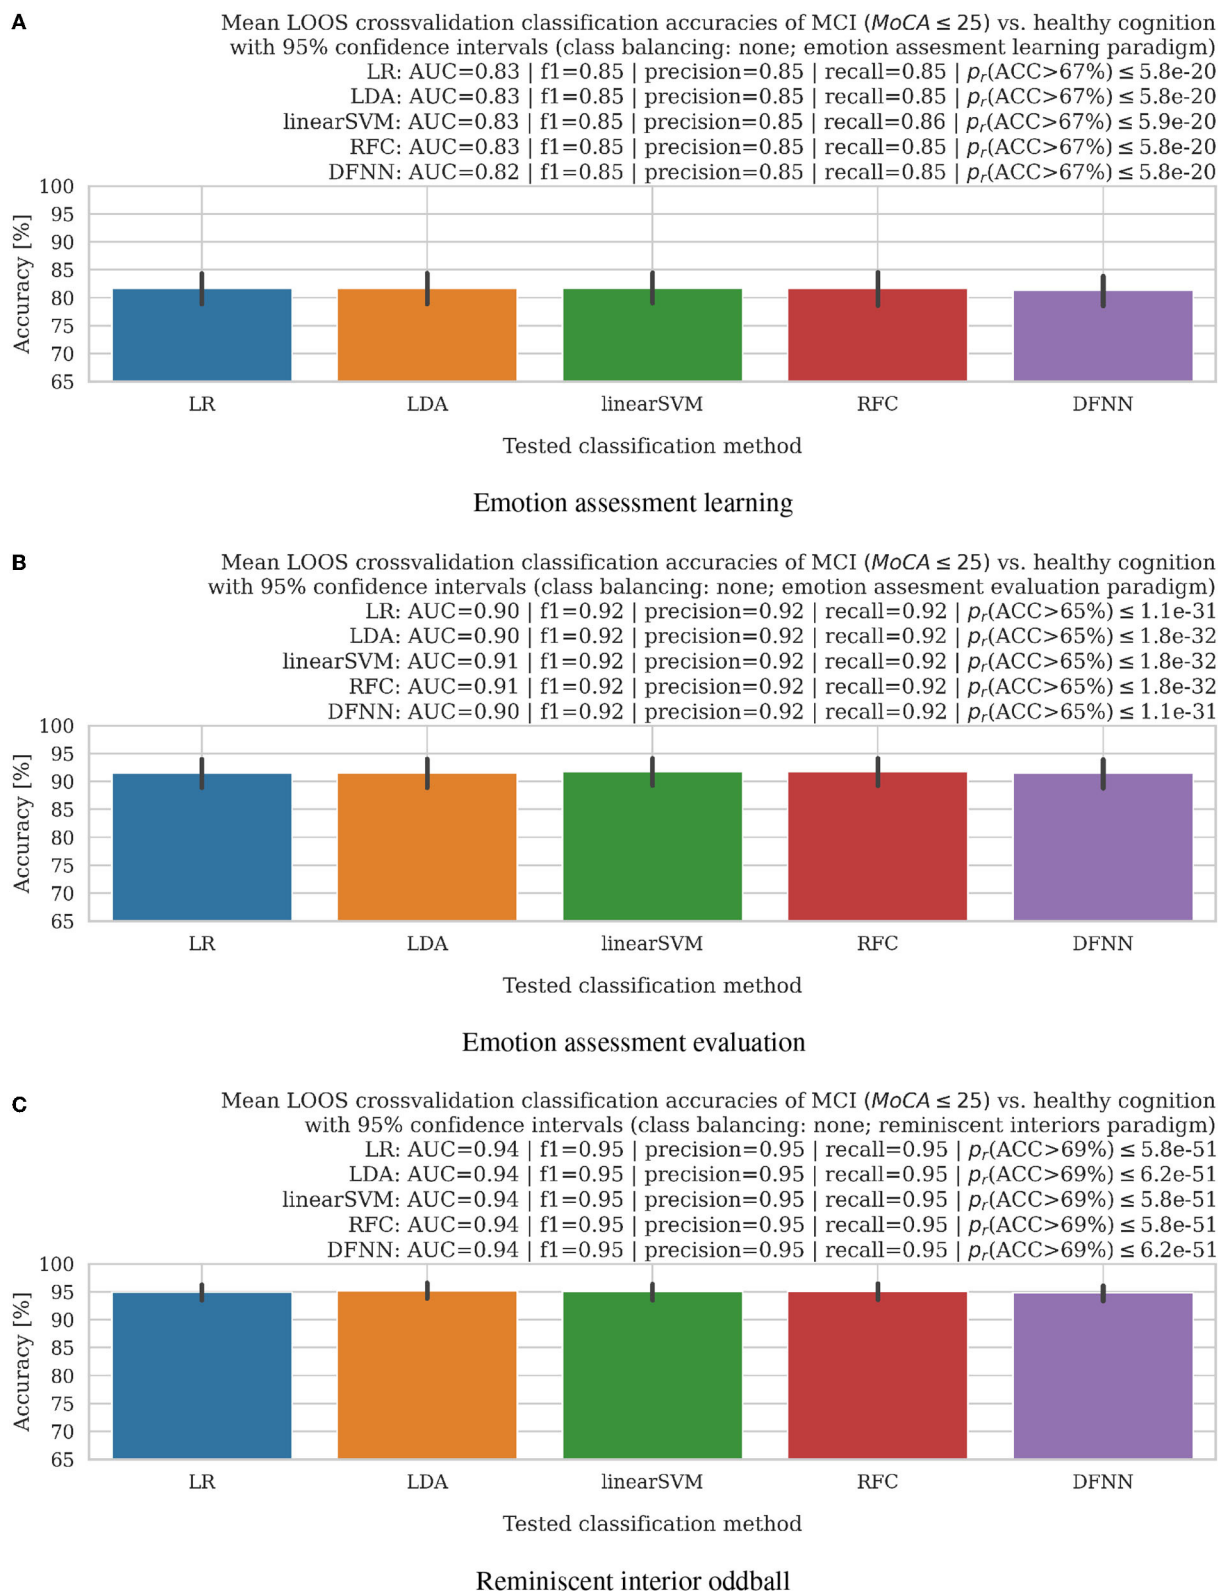 A
Mean LOOS crossvalidation classification accuracies of MCI (MoCA ≤ 25) vs. healthy cognition
with 95% confidence intervals (class balancing: none; emotion assesment learning paradigm)
LR: AUC=0.83 | f1=0.85 | precision=0.85 | recall=0.85 | pr(ACC>67%) ≤ 5.8e-20
LDA: AUC=0.83 | f1=0.85 | precision=0.85 | recall=0.85 | pr(ACC>67%) ≤ 5.8e-20
linearSVM: AUC=0.83 | f1=0.85 | precision=0.85 | recall=0.86 | pr(ACC>67%) ≤ 5.9e-20
RFC: AUC=0.83 | f1=0.85 | precision=0.85 | recall=0.85 | pr(ACC>67%) ≤ 5.8e-20
DFNN: AUC=0.82 | f1=0.85 | precision=0.85 | recall=0.85 | pr(ACC>67%) ≤ 5.8e-20
Accuracy [%]
100
95
90
85
80
75
70
65
LR LDA linearSVM RFC DFNN
Tested classification method
Emotion assessment learning
B
Mean LOOS crossvalidation classification accuracies of MCI (MoCA ≤ 25) vs. healthy cognition
with 95% confidence intervals (class balancing: none; emotion assesment evaluation paradigm)
LR: AUC=0.90 | f1=0.92 | precision=0.92 | recall=0.92 | pr(ACC>65%) ≤ 1.1e-31
LDA: AUC=0.90 | f1=0.92 | precision=0.92 | recall=0.92 | pr(ACC>65%) ≤ 1.8e-32
linearSVM: AUC=0.91 | f1=0.92 | precision=0.92 | recall=0.92 | pr(ACC>65%) ≤ 1.8e-32
RFC: AUC=0.91 | f1=0.92 | precision=0.92 | recall=0.92 | pr(ACC>65%) ≤ 1.8e-32
DFNN: AUC=0.90 | f1=0.92 | precision=0.92 | recall=0.92 | pr(ACC>65%) ≤ 1.1e-31
Accuracy [%]
100
95
90
85
80
75
70
65
LR LDA linearSVM RFC DFNN
Tested classification method
Emotion assessment evaluation
C
Mean LOOS crossvalidation classification accuracies of MCI (MoCA ≤ 25) vs. healthy cognition
with 95% confidence intervals (class balancing: none; reminiscent interiors paradigm)
LR: AUC=0.94 | f1=0.95 | precision=0.95 | recall=0.95 | pr(ACC>69%) ≤ 5.8e-51
LDA: AUC=0.94 | f1=0.95 | precision=0.95 | recall=0.95 | pr(ACC>69%) ≤ 6.2e-51
linearSVM: AUC=0.94 | f1=0.95 | precision=0.95 | recall=0.95 | pr(ACC>69%) ≤ 5.8e-51
RFC: AUC=0.94 | f1=0.95 | precision=0.95 | recall=0.95 | pr(ACC>69%) ≤ 5.8e-51
DFNN: AUC=0.94 | f1=0.95 | precision=0.95 | recall=0.95 | pr(ACC>69%) ≤ 6.2e-51
Accuracy [%]
100
95
90
85
80
75
70
65
LR LDA linearSVM RFC DFNN
Tested classification method
Reminiscent interior oddball